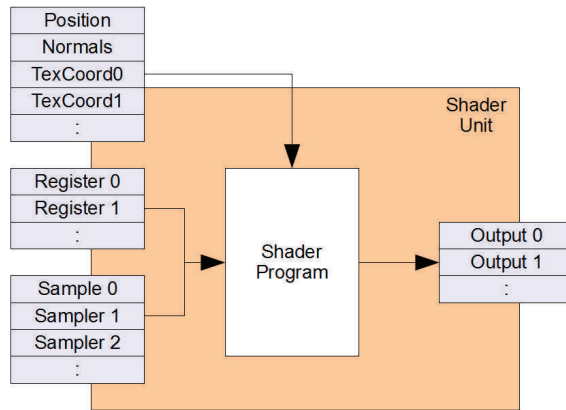 Position
Normals
TexCoord0
TexCoord1
:
Shader
Unit
Register 0
Register 1
:
Shader
Program
Output 0
Output 1
:
Sample 0
Sampler 1
Sampler 2
: